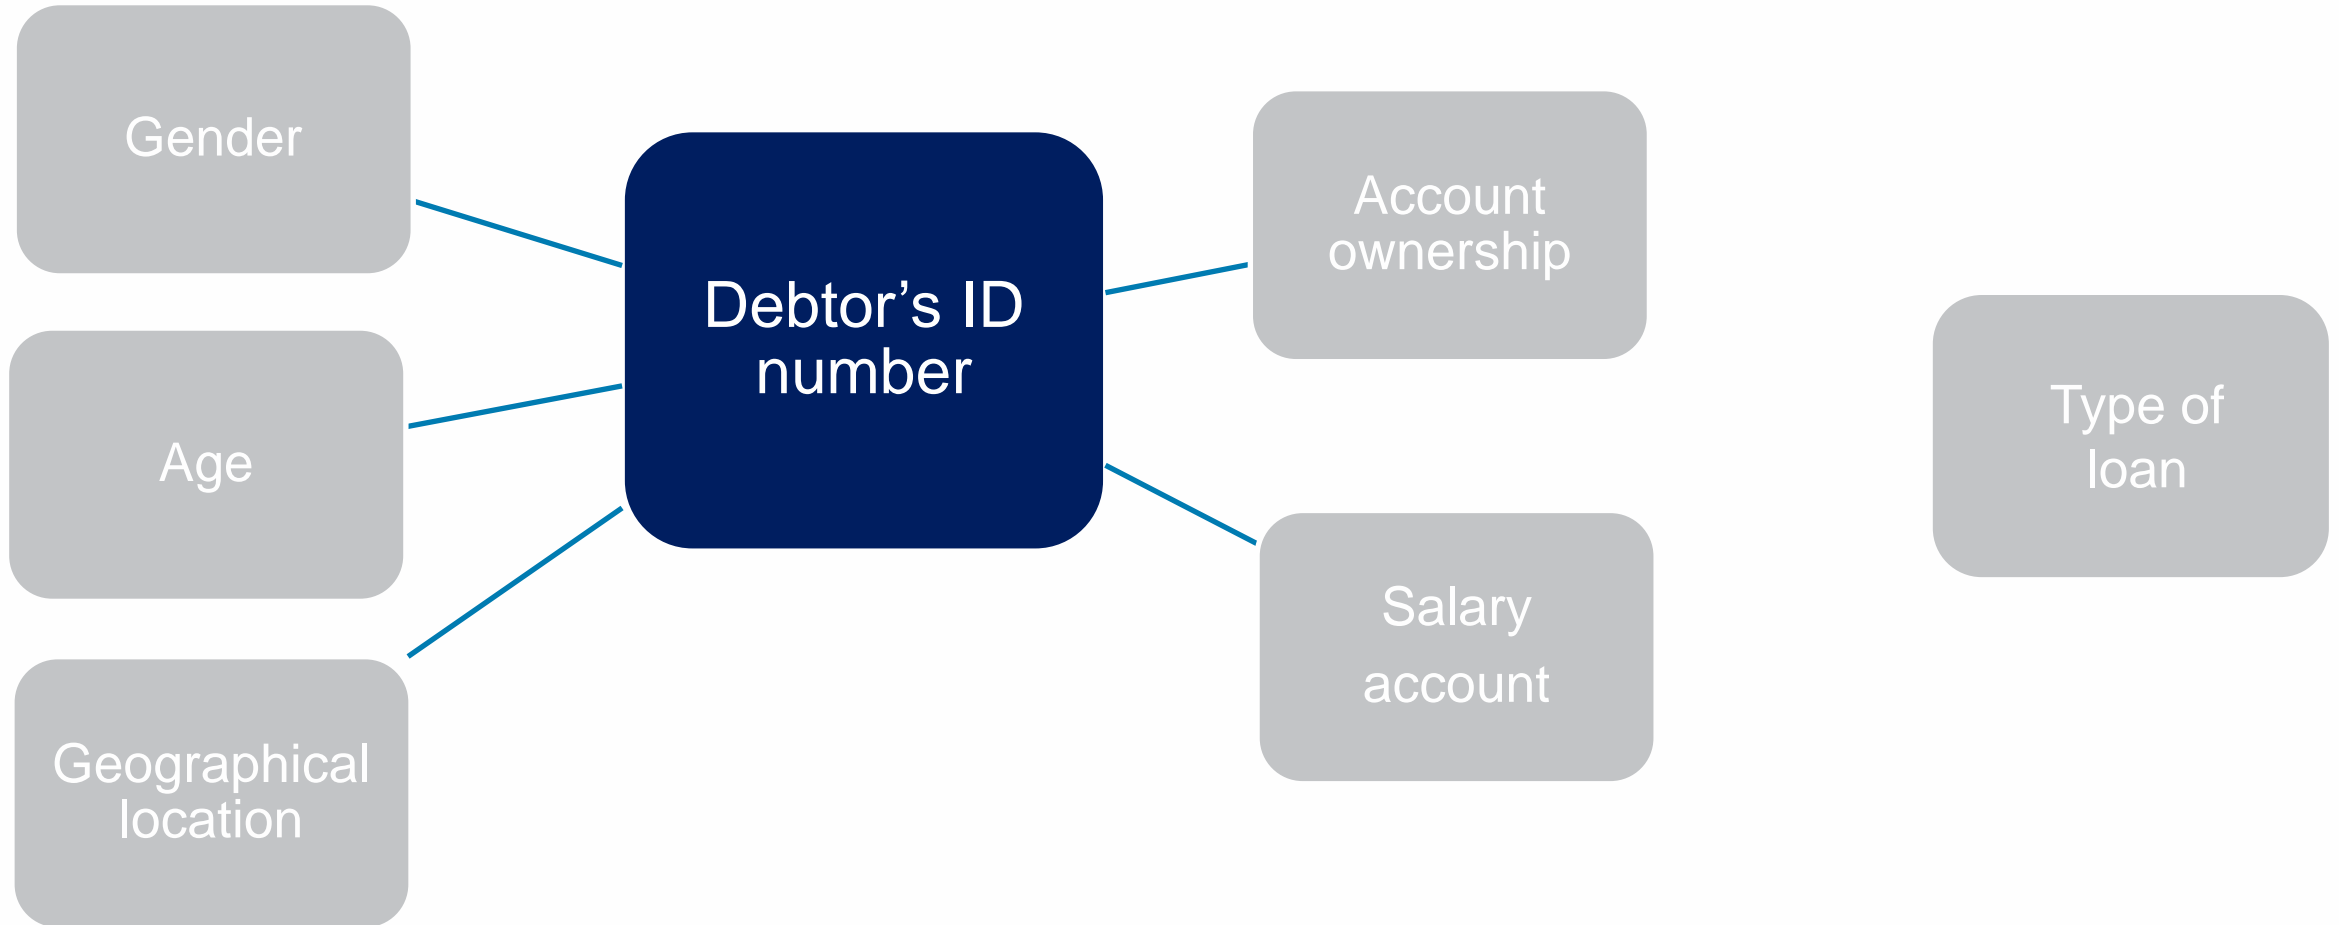 Gender
Age
Geographical
location
Debtor’s ID
number
Account
ownership
Salary
account
Type of
loan